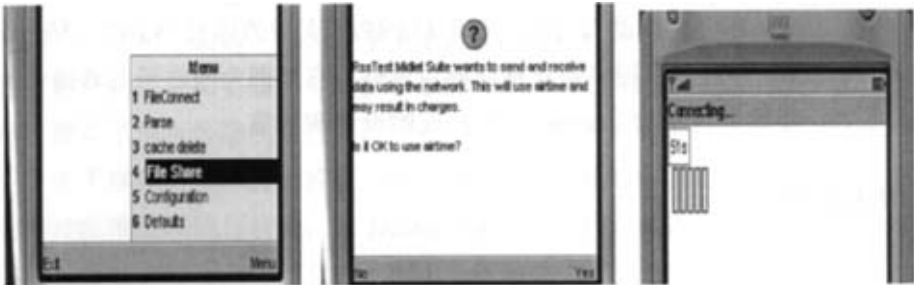 Menu
1 FileConnect
2 Parse
3 cache delete
4 File Share
5 Configuration
6 Defaults
Exit
Menu
?
RssTest Midlet Suite wants to send and receive
data using the network. This will use airtime and
may result in charges.
Is it OK to use airtime?
No
Yes
Connecting...
51s